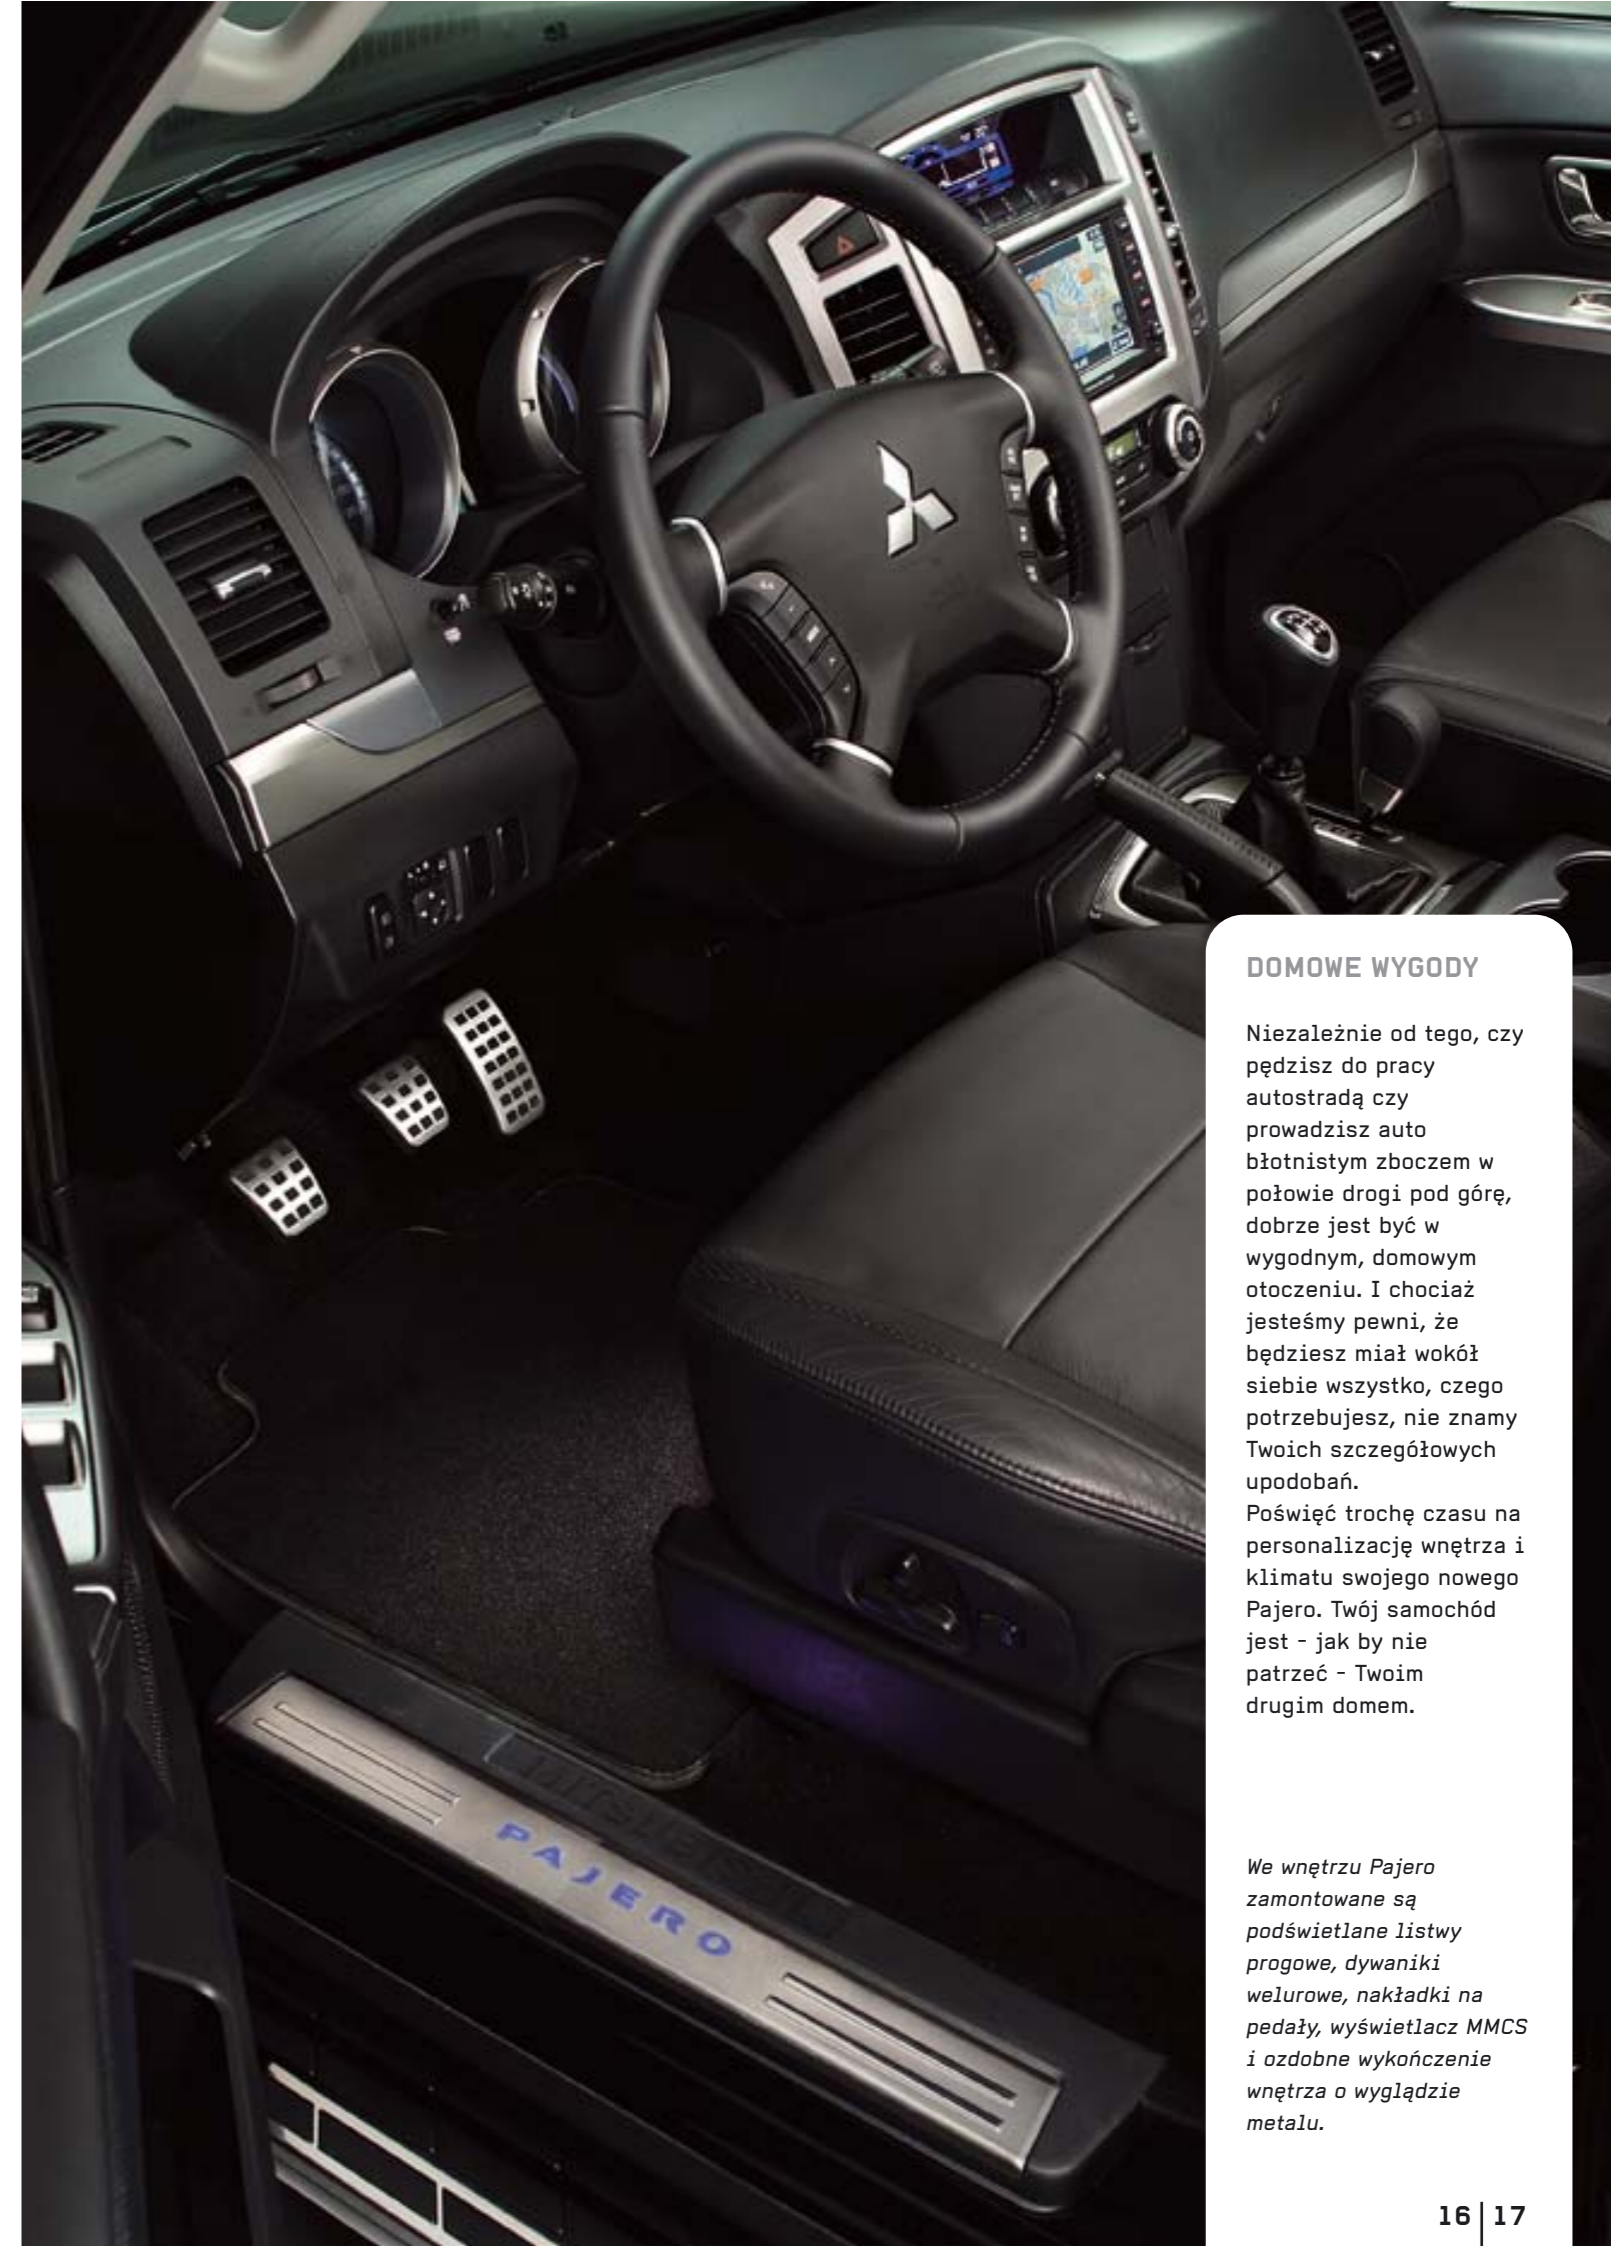 DOMOWE WYGODY
Niezależnie od tego, czy
pędzisz do pracy
autostradą czy
prowadzisz auto
błotnistym zboczem w
połowie drogi pod górę,
dobrze jest być w
wygodnym, domowym
otoczeniu. I chociaż
jesteśmy pewni, że
będziesz miał wokół
siebie wszystko, czego
potrzebujesz, nie znamy
Twoich szczegółowych
upodobań.
Poświęć trochę czasu na
personalizację wnętrza i
klimatu swojego nowego
Pajero. Twój samochód
jest - jak by nie
patrzeć - Twoim
drugim domem.
PAJERO
We wnętrzu Pajero
zamontowane są
podświetlane listwy
progowe, dywaniki
welurowe, nakładki na
pedały, wyświetlacz MMCS
i ozdobne wykończenie
wnętrza o wyglądzie
metalu.
16 | 17